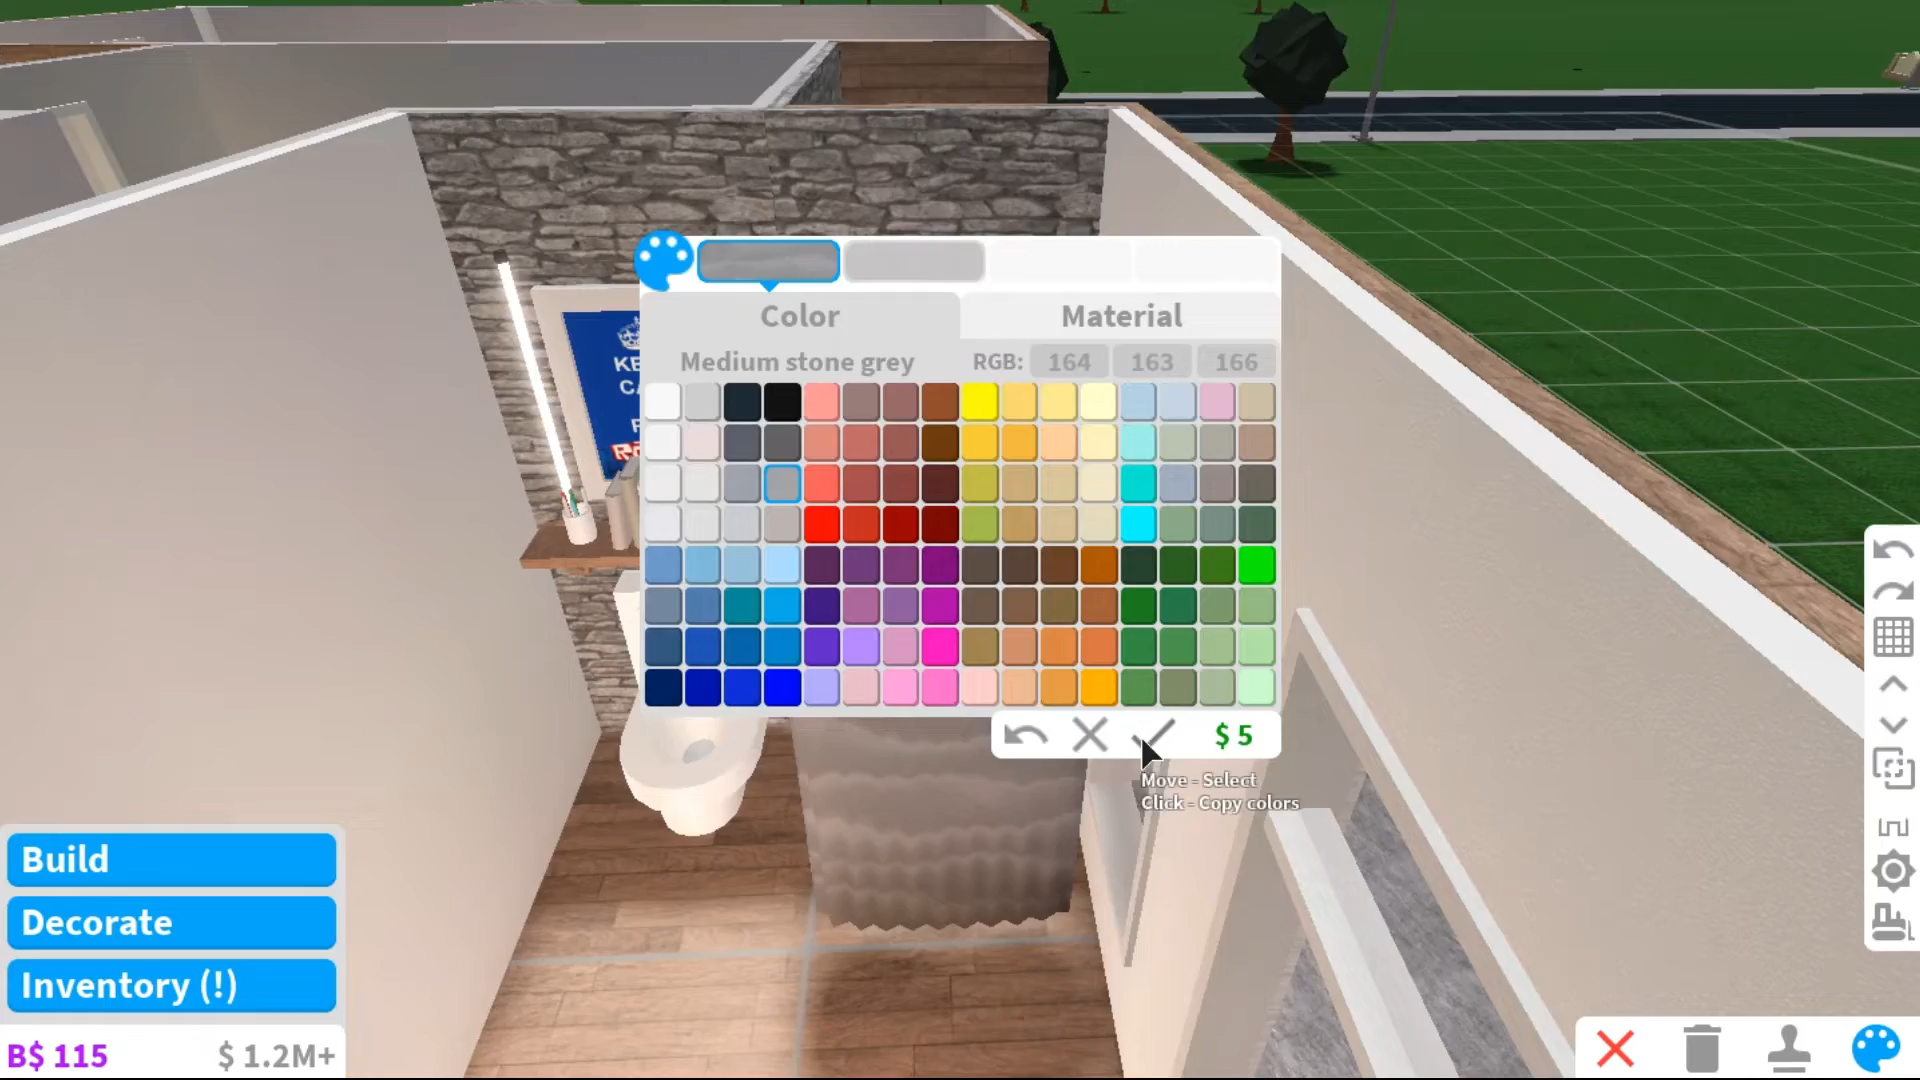 Color
Material
Medium stone grey
RGB:
164
163
166
$ 5
Move - Select
Click - Copy colors
Build
Decorate
Inventory (!)
B$ 115
$ 1.2M+